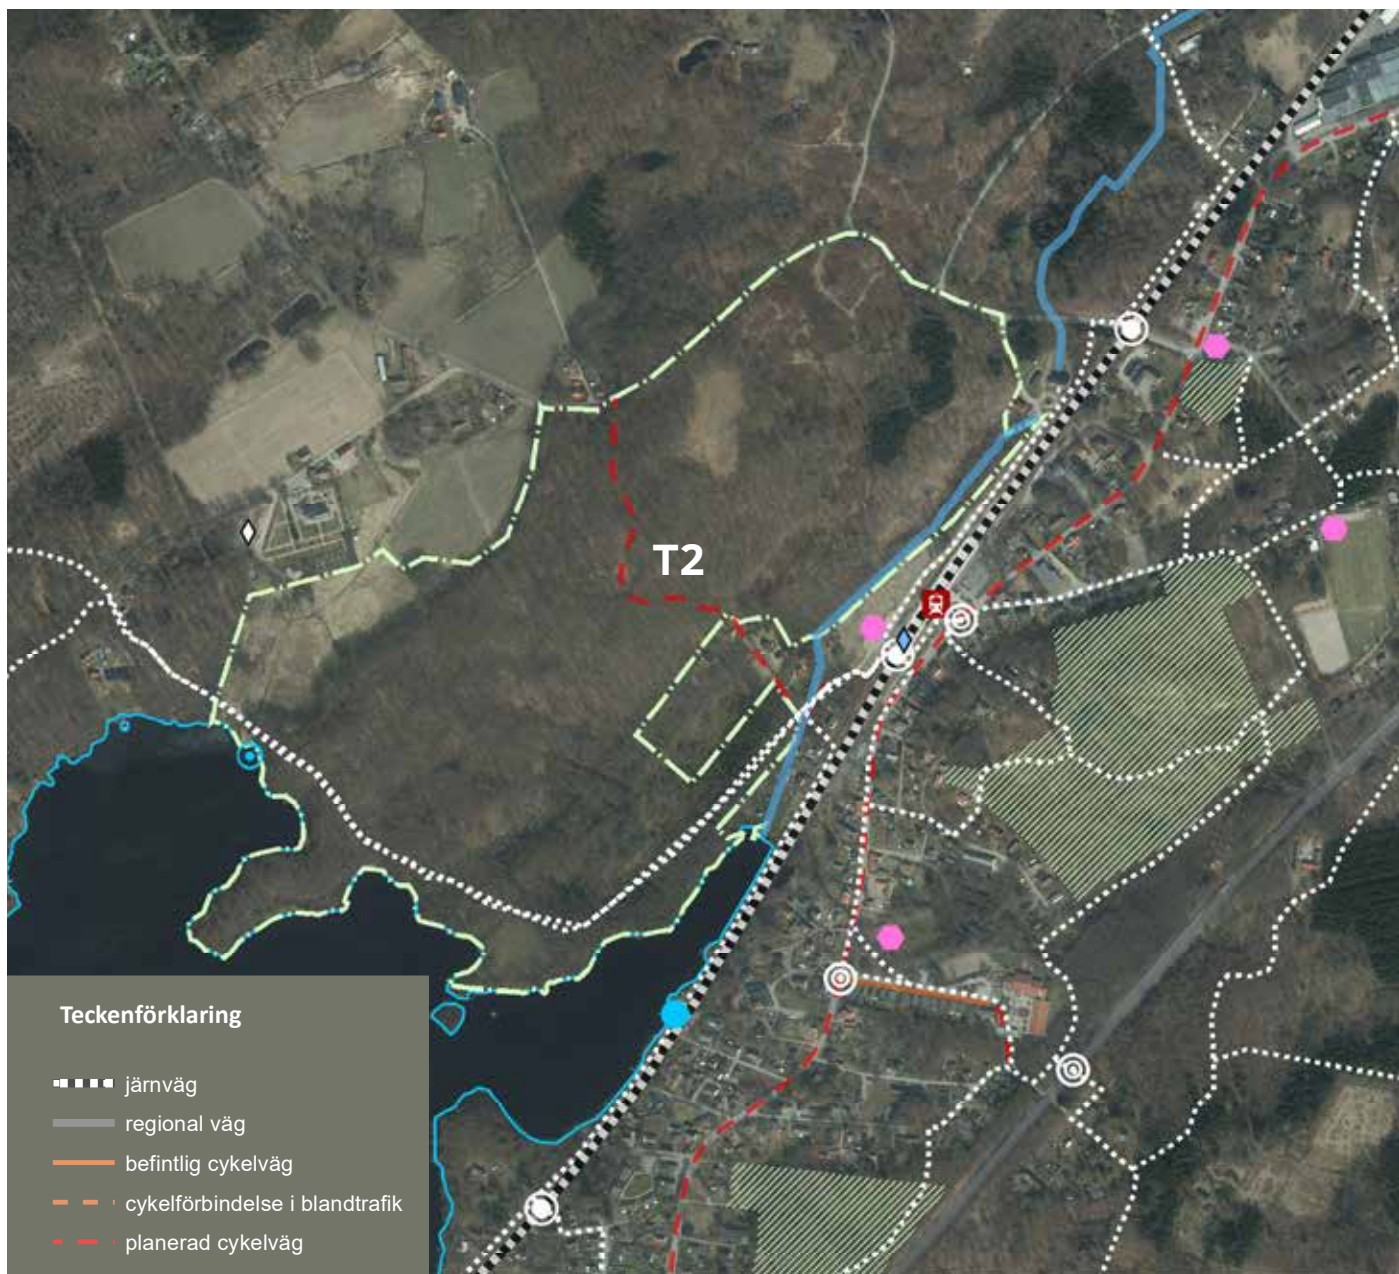 T2
Teckenförklaring
järnväg
regional väg
befintlig cykelväg
cykelförbindelse i blandtrafik
planerad cykelväg